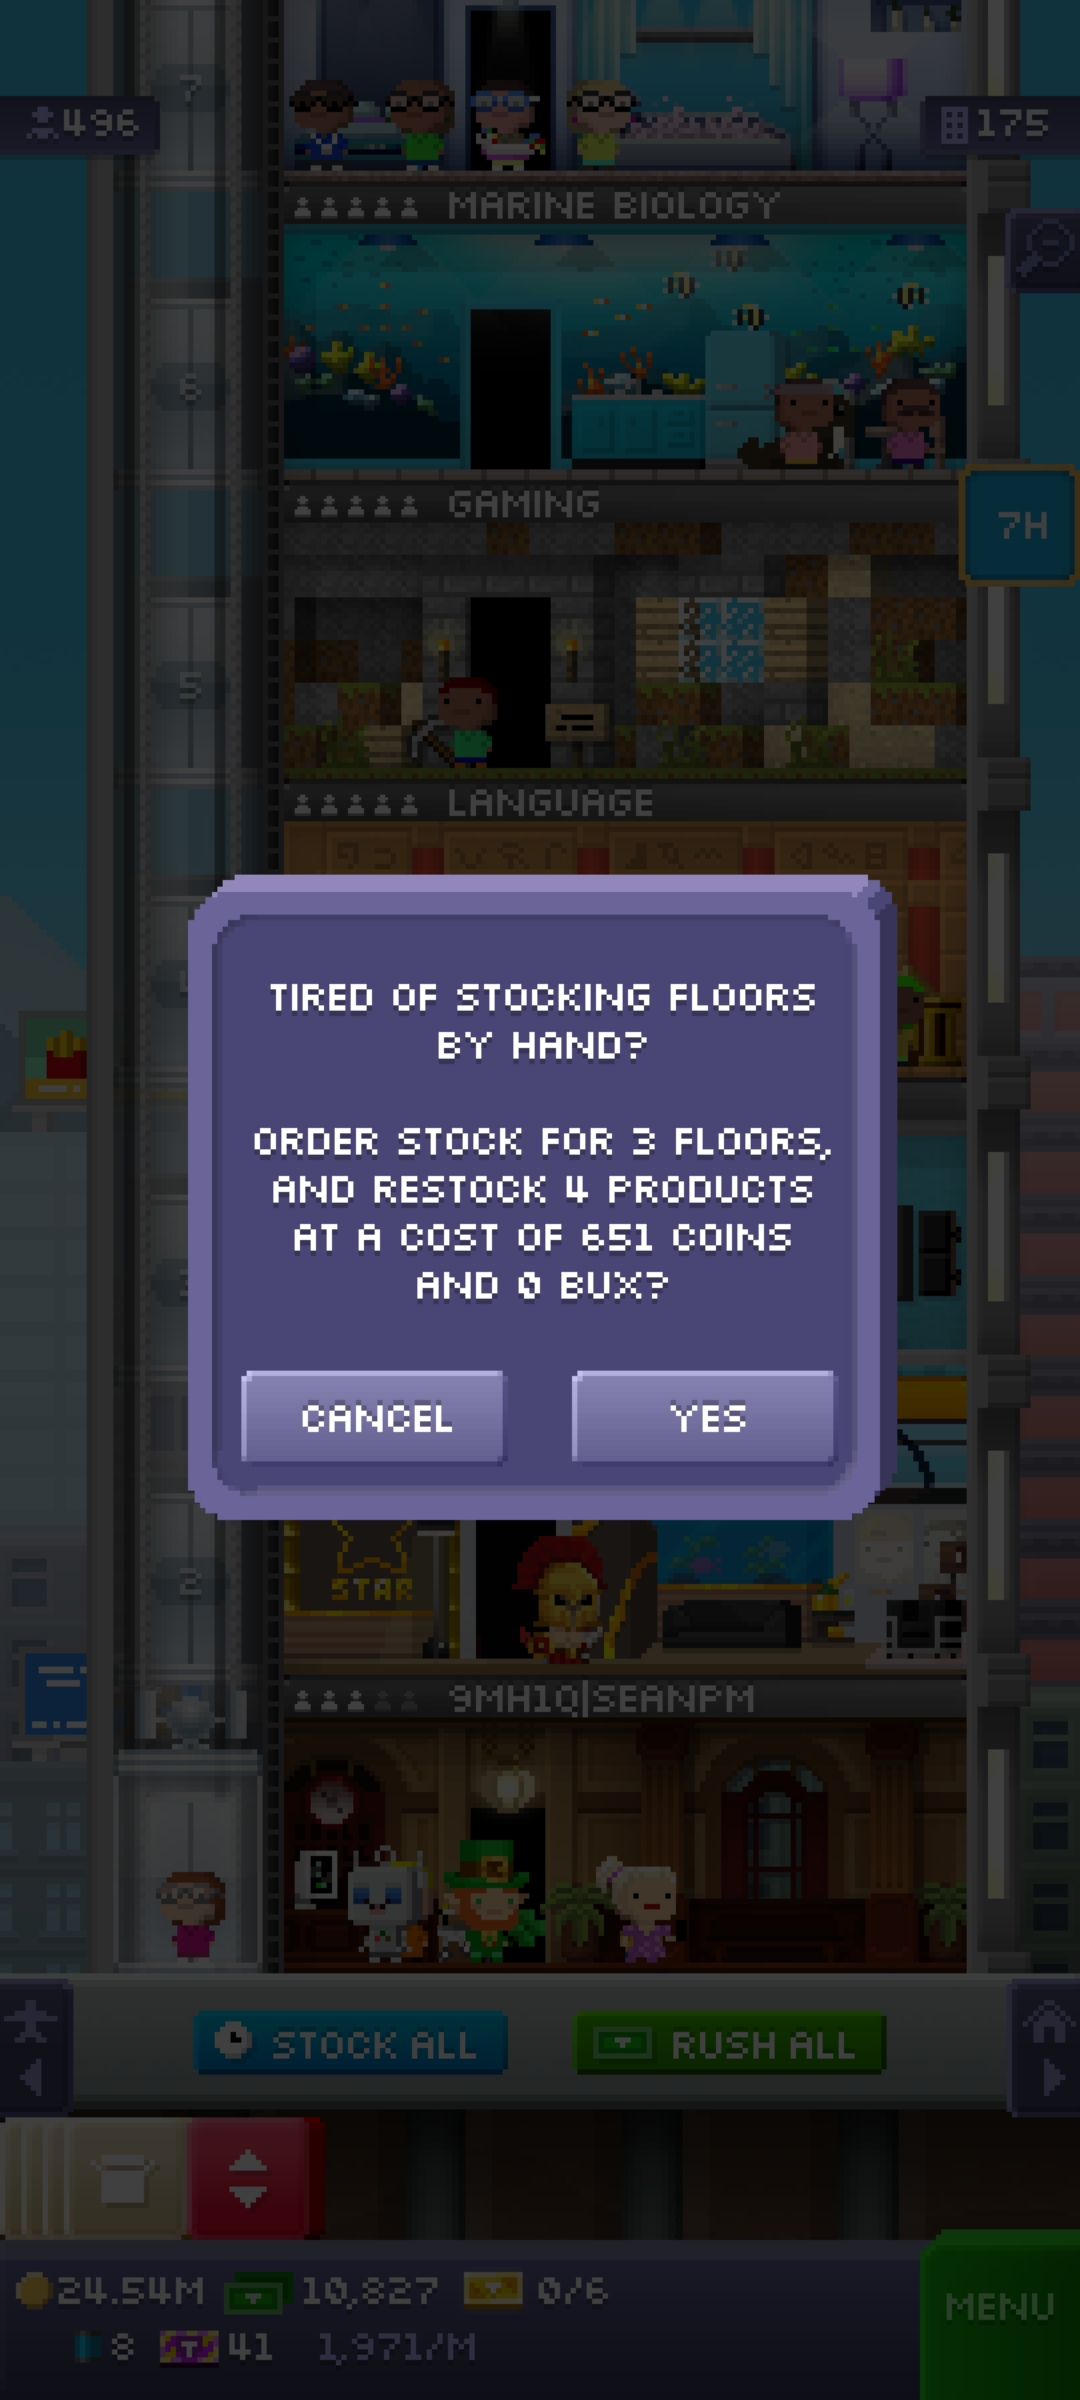 7
496
175
MARINE BIOLOGY
6
GAMING
7H
5
LANGUAGE
TIRED OF STOCKING FLOORS
BY HAND?
ORDER STOCK FOR 3 FLOORS,
AND RESTOCK 4 PRODUCTS
AT A COST OF 651 COINS
AND 0 BUX?
CANCEL
YES
2
STAR
9MH1Q|SEANPM
STOCK ALL
RUSH ALL
24.54M
10,827
0/6
MENU
8
41
1,971/M